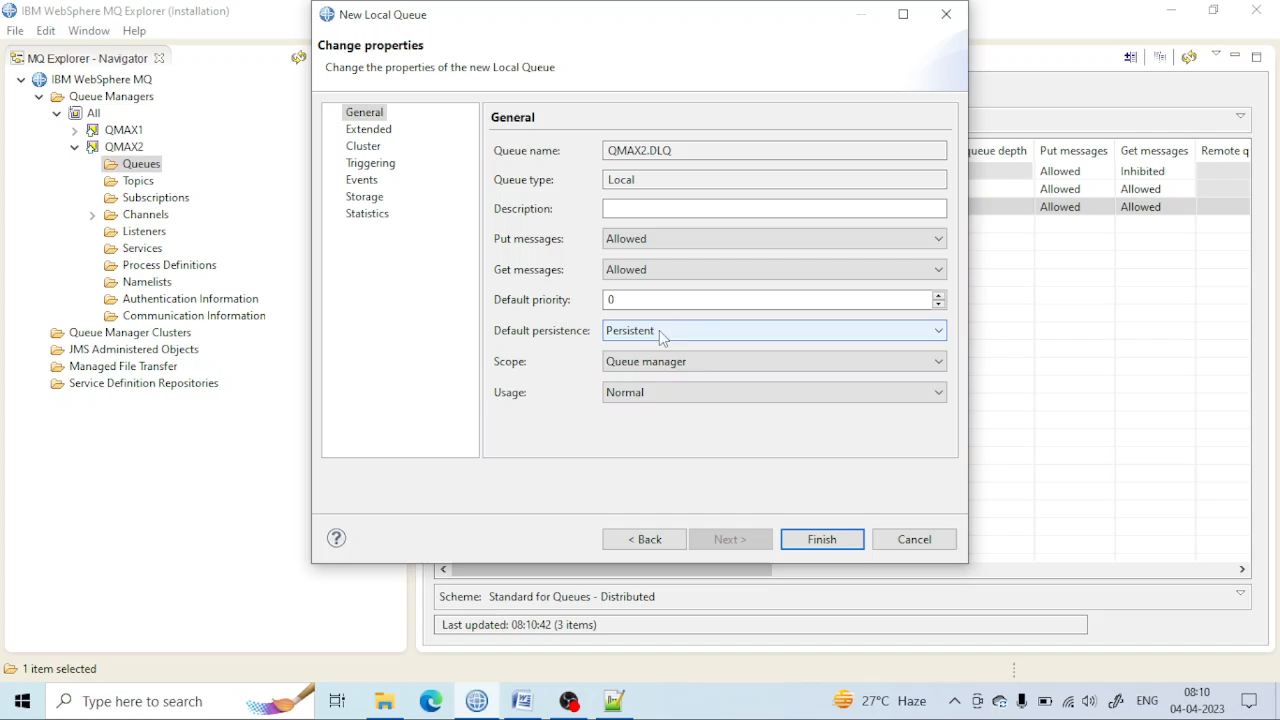 IBM WebSphere MQ Explorer (Installation)
File Edit Window Help
MQ Explorer - Navigator
IBM WebSphere MQ
Queue Managers
All
QMAX1
QMAX2
Queues
Topics
Subscriptions
Channels
Listeners
Services
Process Definitions
Namelists
Authentication Information
Communication Information
Queue Manager Clusters
JMS Administered Objects
Managed File Transfer
Service Definition Repositories
New Local Queue
Change properties
Change the properties of the new Local Queue
General
Extended
Cluster
Triggering
Events
Storage
Statistics
General
Queue name: QMAX2.DLQ
Queue type: Local
Description:
Put messages: Allowed
Get messages: Allowed
Default priority: 0
Default persistence: Persistent
Scope: Queue manager
Usage: Normal
? < Back Next > Finish Cancel
ueue depth Put messages Get messages Remote q
Allowed Inhibited
Allowed Allowed
Allowed Allowed
Scheme: Standard for Queues - Distributed
Last updated: 08:10:42 (3 items)
1 item selected
Type here to search
27°C Haze
ENG
08:10
04-04-2023